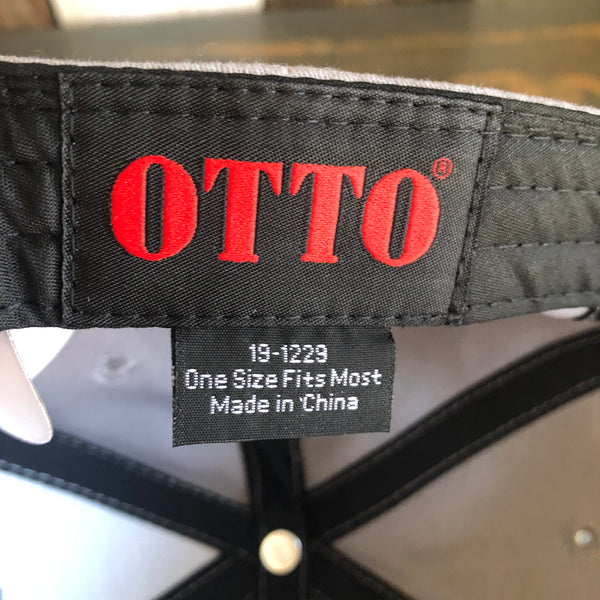 OTTO®
19-1229
One Size Fits Most
Made in China